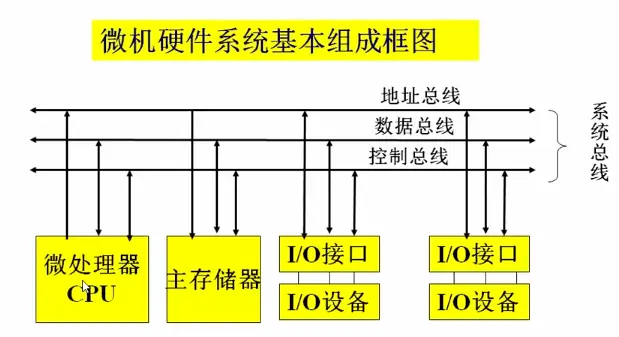 微机硬件系统基本组成框图
地址总线
数据总线
控制总线
系统总线
微处理器
CPU
主存储器
I/O接口
I/O设备
I/O接口
I/O设备